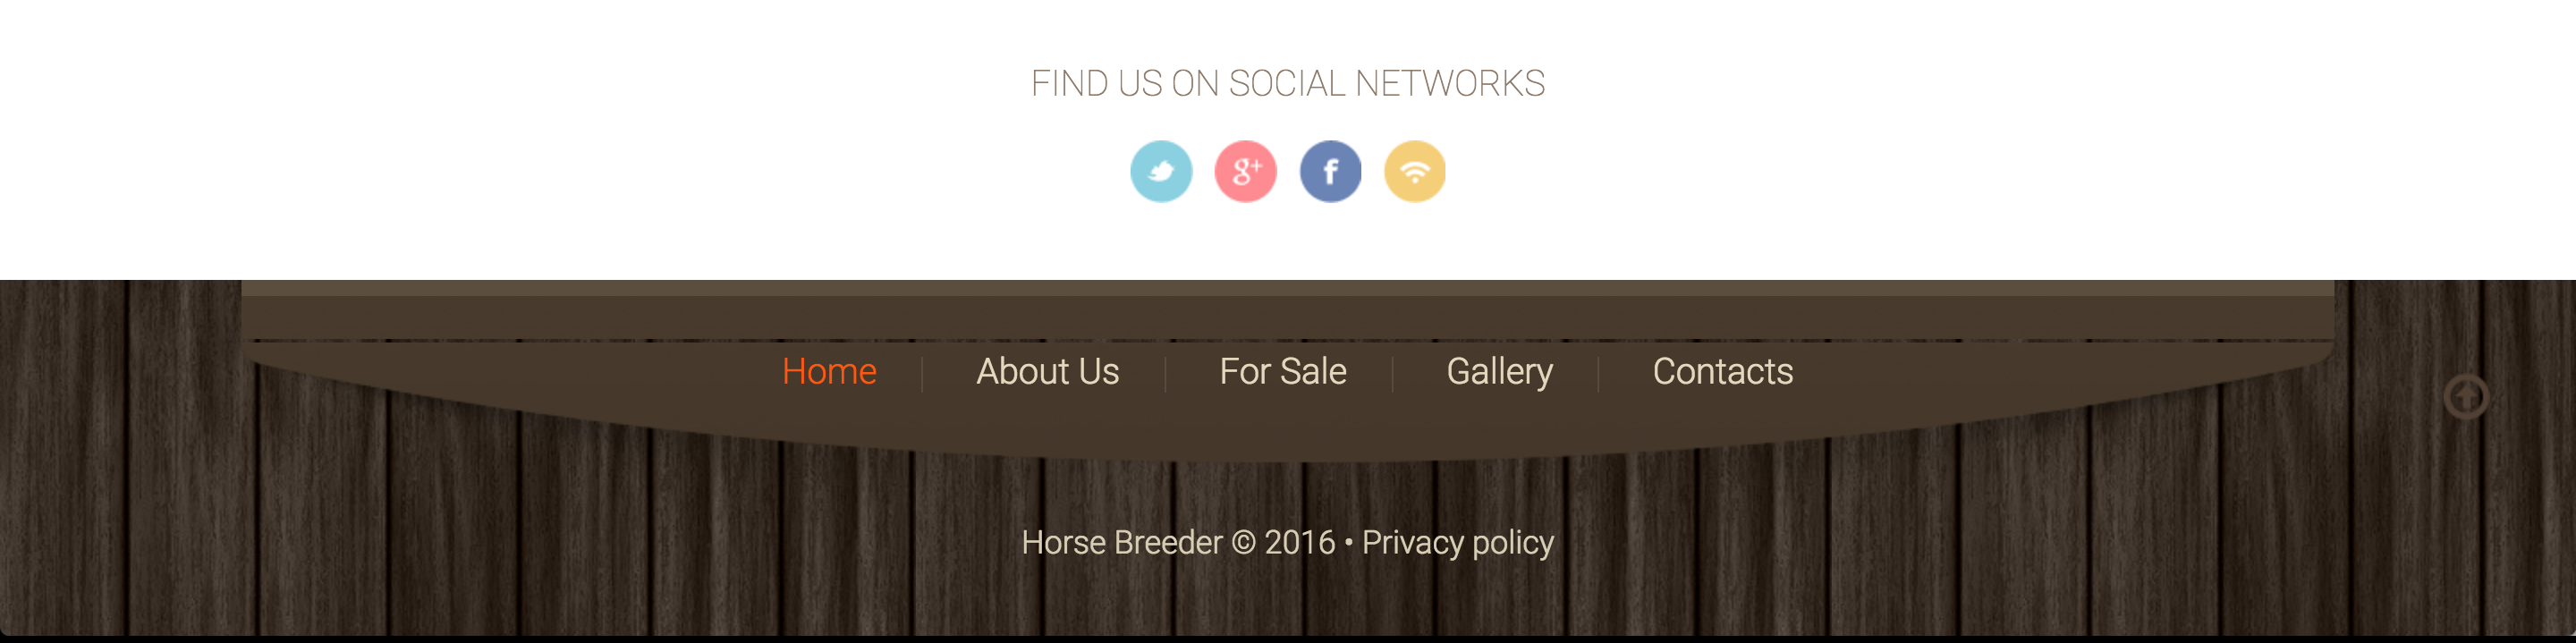 FIND US ON SOCIAL NETWORKS
g+ f
Home About Us For Sale Gallery Contacts
Horse Breeder © 2016 • Privacy policy